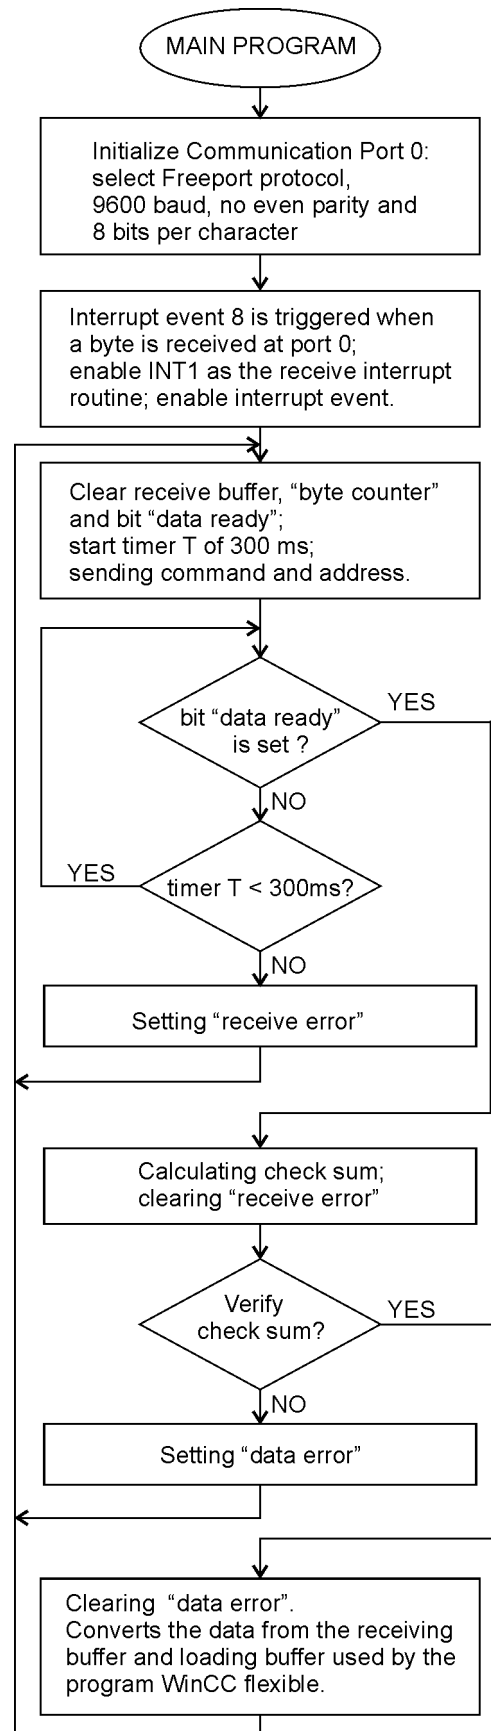 MAIN PROGRAM
Initialize Communication Port 0:
select Freeport protocol,
9600 baud, no even parity and
8 bits per character
Interrupt event 8 is triggered when
a byte is received at port 0;
enable INT1 as the receive interrupt
routine; enable interrupt event.
Clear receive buffer, “byte counter”
and bit “data ready”;
start timer T of 300 ms;
sending command and address.
bit “data ready”
is set ?
YES
NO
timer T < 300ms?
YES
NO
Setting “receive error”
Calculating check sum;
clearing “receive error”
Verify
check sum?
YES
NO
Setting “data error”
Clearing “data error”.
Converts the data from the receiving
buffer and loading buffer used by the
program WinCC flexible.